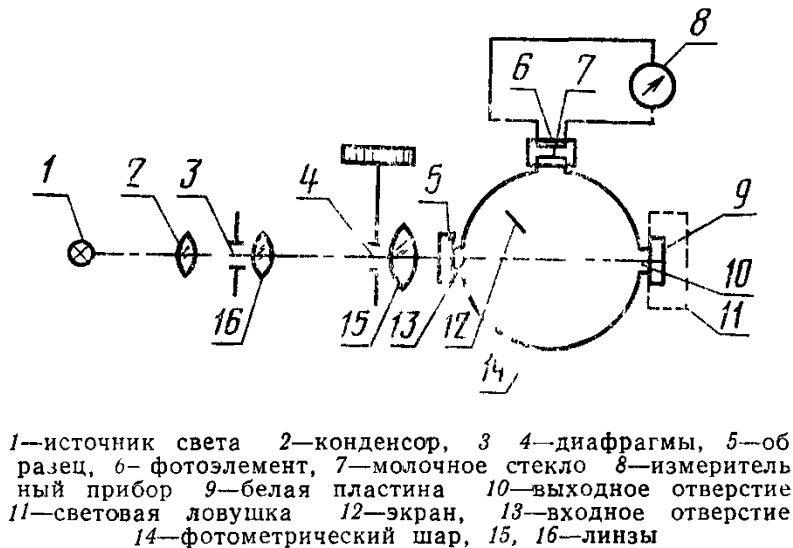 8
6 7
1 2 3 4 5 9
16 15 13 12 10 11
14
1—источник света 2—конденсор, 3 4—диафрагмы, 5—об
разец, 6- фотоэлемент, 7—молочное стекло 8—измеритель
ный прибор 9—белая пластина 10—выходное отверстие
11—световая ловушка 12—экран, 13—входное отверстие
14—фотометрический шар, 15, 16—линзы